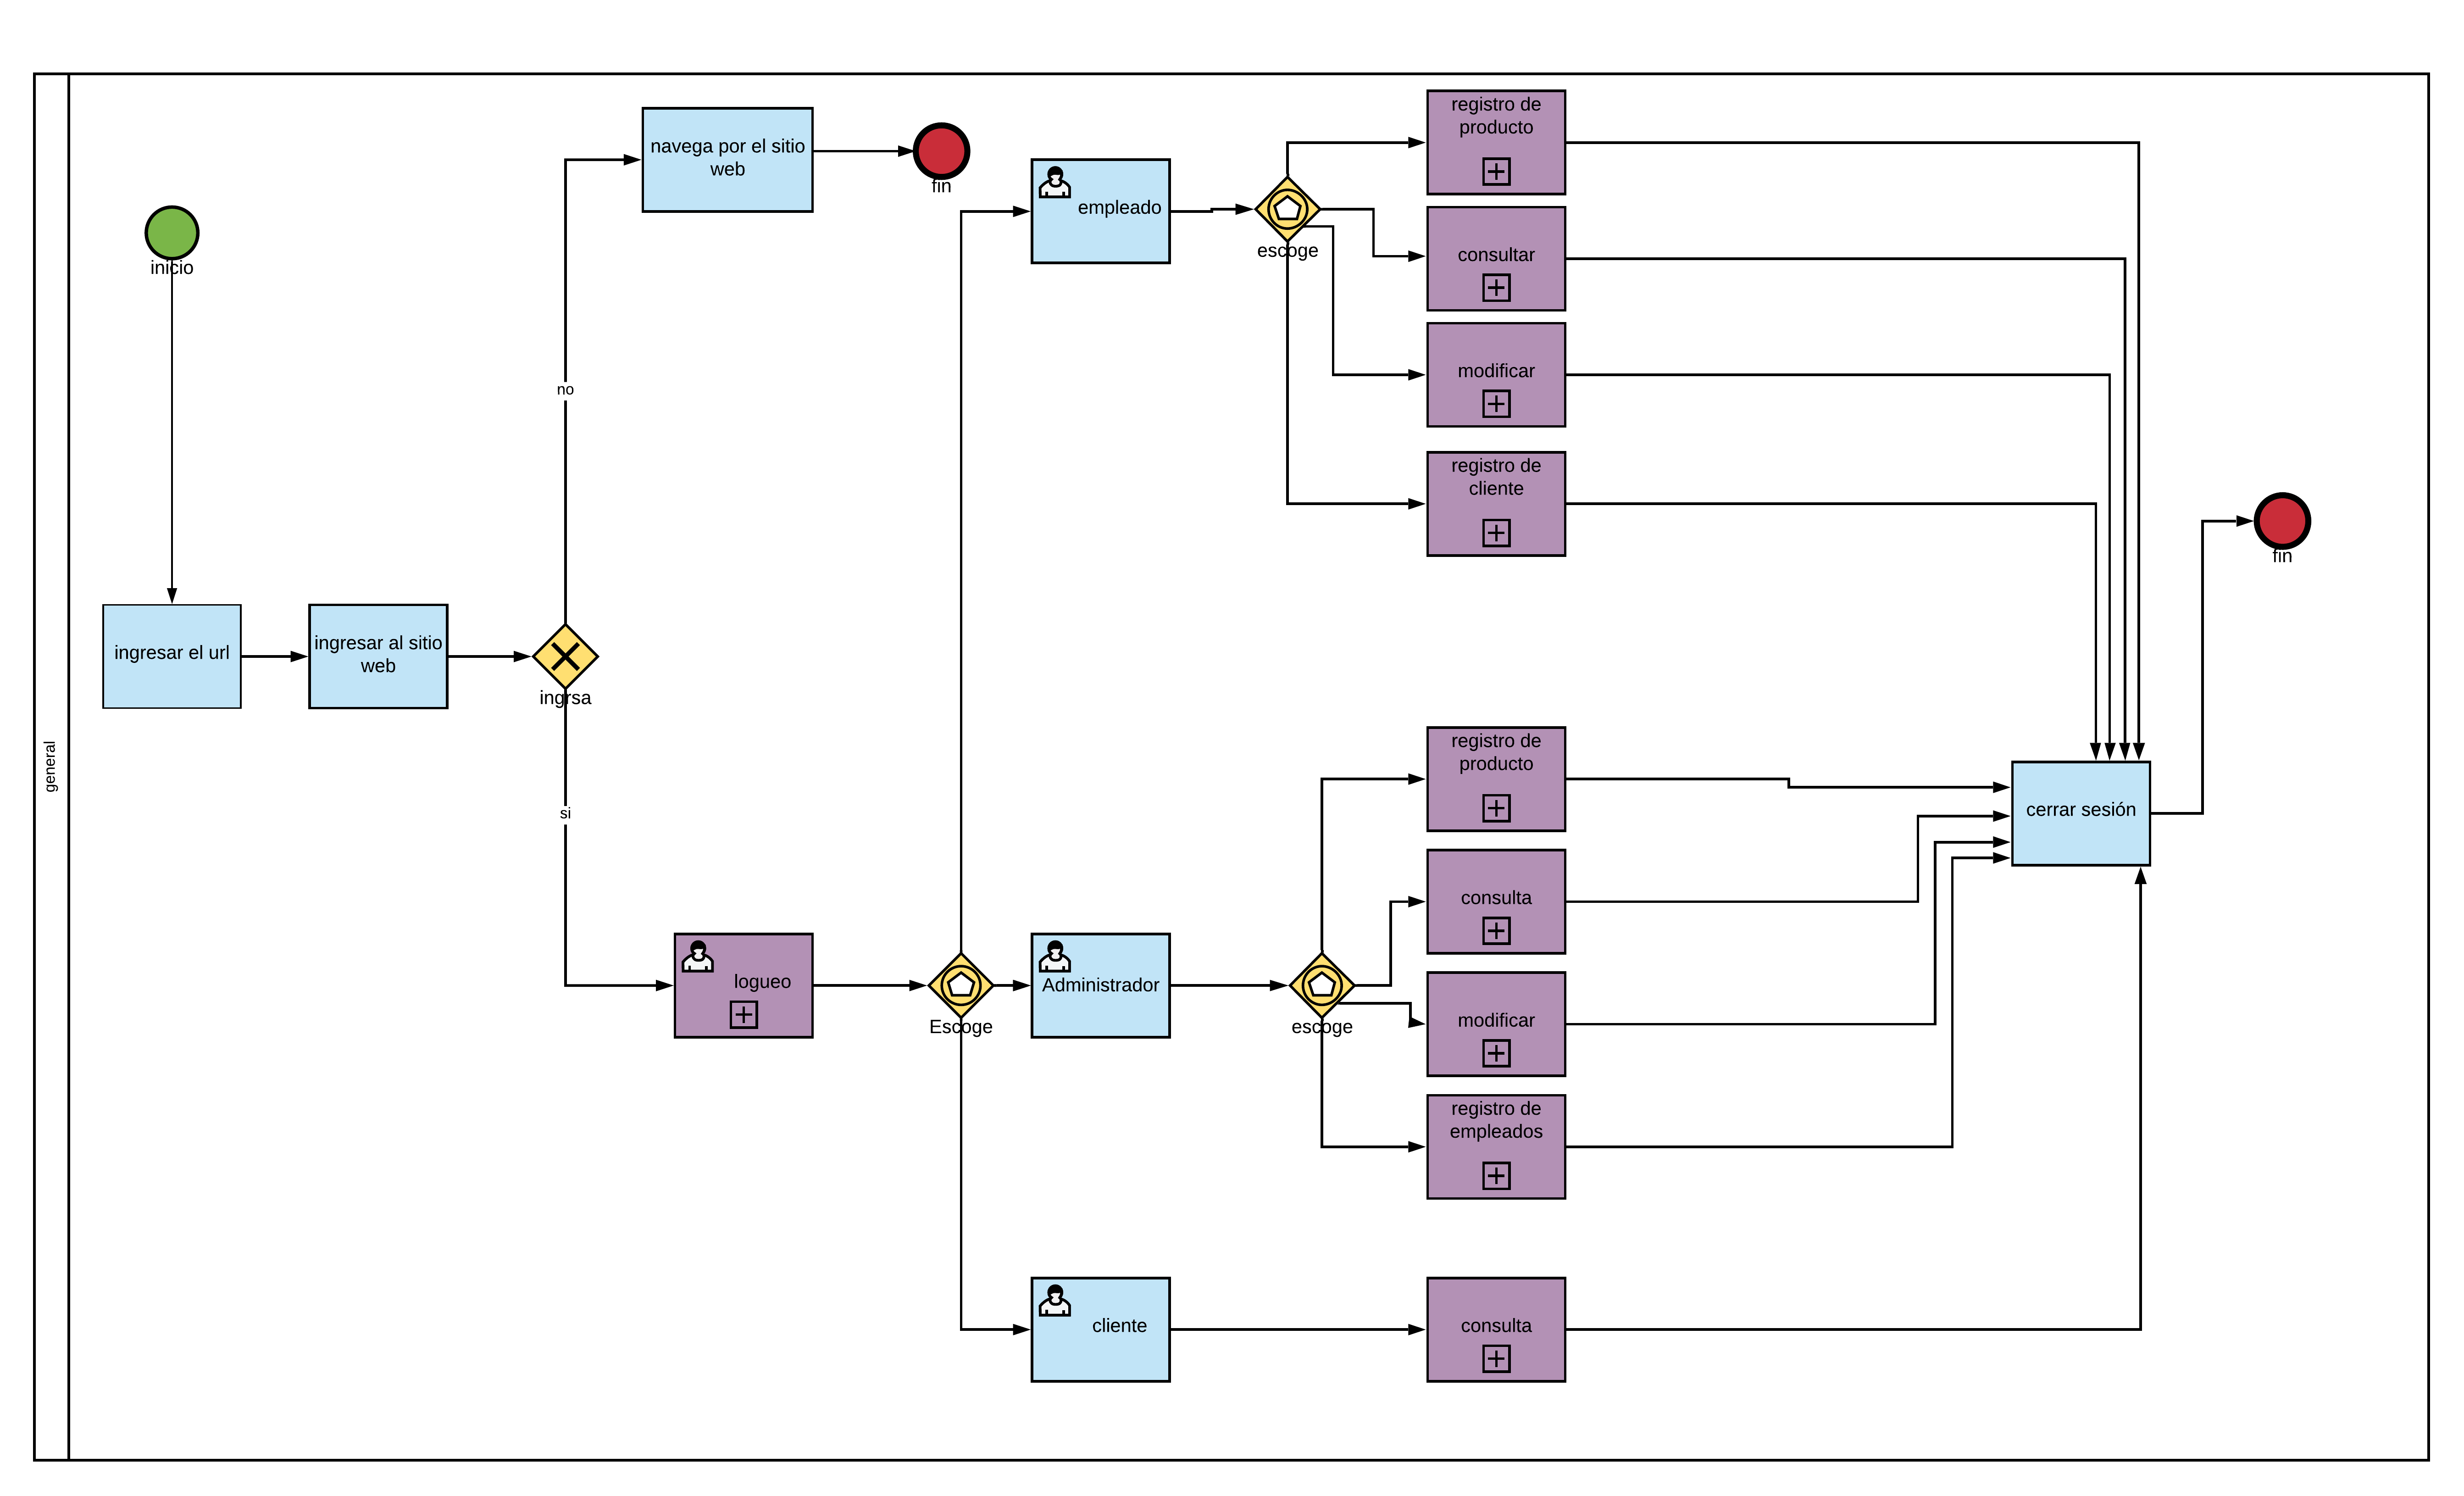 general
inicio
ingresar el url
ingresar al sitio
web
ingrsa
no
si
navega por el sitio
web
fin
logueo
Escoge
empleado
escoge
registro de
producto
consultar
modificar
registro de
cliente
Administrador
escoge
registro de
producto
consulta
modificar
registro de
empleados
cliente
consulta
cerrar sesión
fin